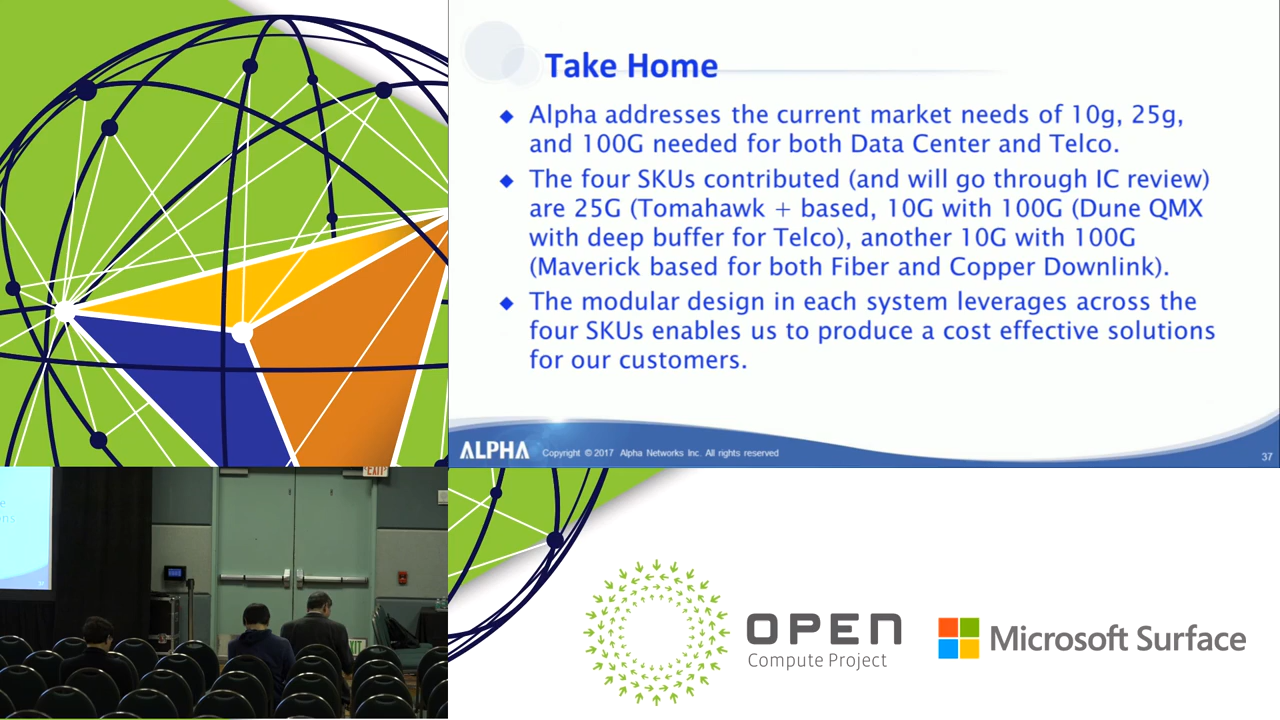 Take Home
Alpha addresses the current market needs of 10g, 25g,
and 100G needed for both Data Center and Telco.
The four SKUs contributed (and will go through IC review)
are 25G (Tomahawk + based, 10G with 100G (Dune QMX
with deep buffer for Telco), another 10G with 100G
(Maverick based for both Fiber and Copper Downlink).
The modular design in each system leverages across the
four SKUs enables us to produce a cost effective solutions
for our customers.
ALPHA
Copyright © 2017 Alpha Networks Inc. All rights reserved
37
EXIT
OPEN
Compute Project
Microsoft Surface